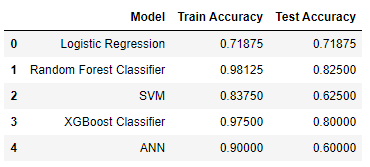 Model Train Accuracy Test Accuracy
0 Logistic Regression 0.71875 0.71875
1 Random Forest Classifier 0.98125 0.82500
2 SVM 0.83750 0.62500
3 XGBoost Classifier 0.97500 0.80000
4 ANN 0.90000 0.60000